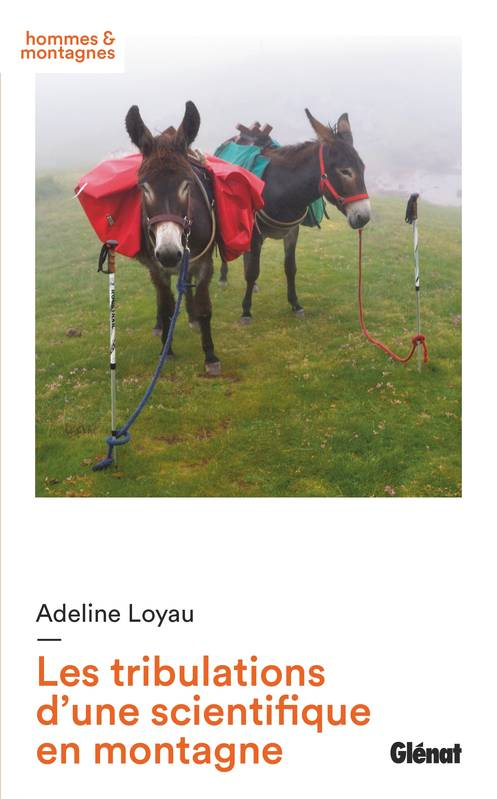 hommes &
montagnes
Adeline Loyau
Les tribulations
d'une scientifique
en montagne
Glénat